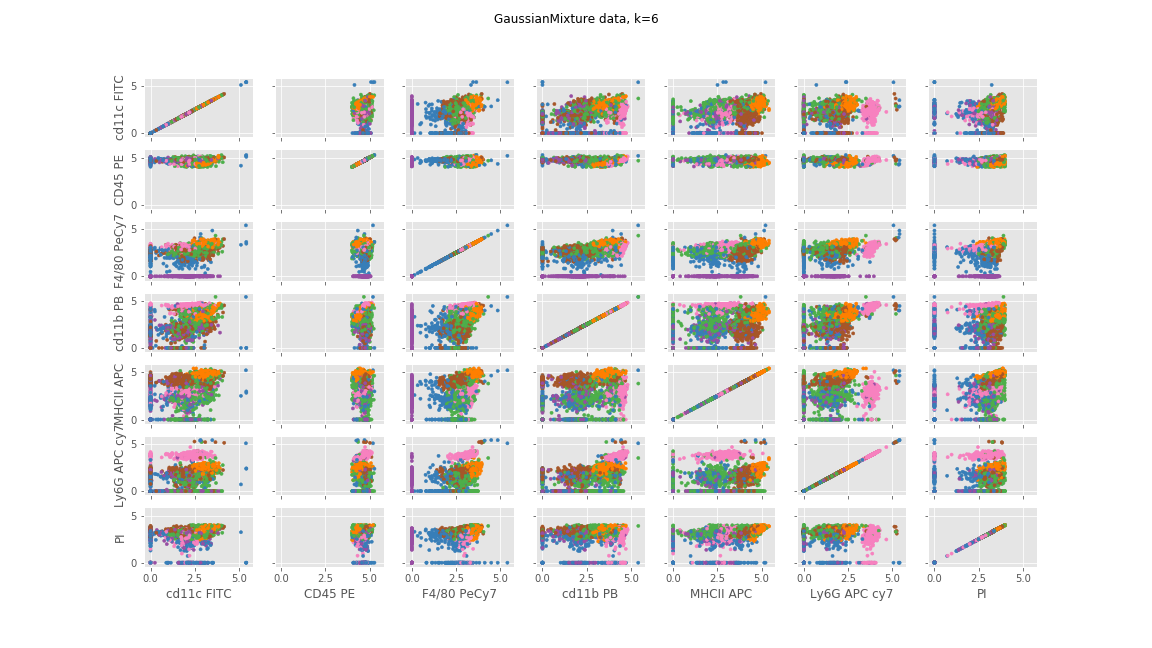 GaussianMixture data, k=6
cd11c FITC
5
0
CD45 PE
5
0
F4/80 PeCy7
5
0
cd11b PB
5
0
MHCII APC
5
0
Ly6G APC cy7
5
0
PI
5
0
0.0 2.5 5.0 0.0 2.5 5.0 0.0 2.5 5.0 0.0 2.5 5.0 0.0 2.5 5.0 0.0 2.5 5.0 0.0 2.5 5.0
cd11c FITC CD45 PE F4/80 PeCy7 cd11b PB MHCII APC Ly6G APC cy7 PI